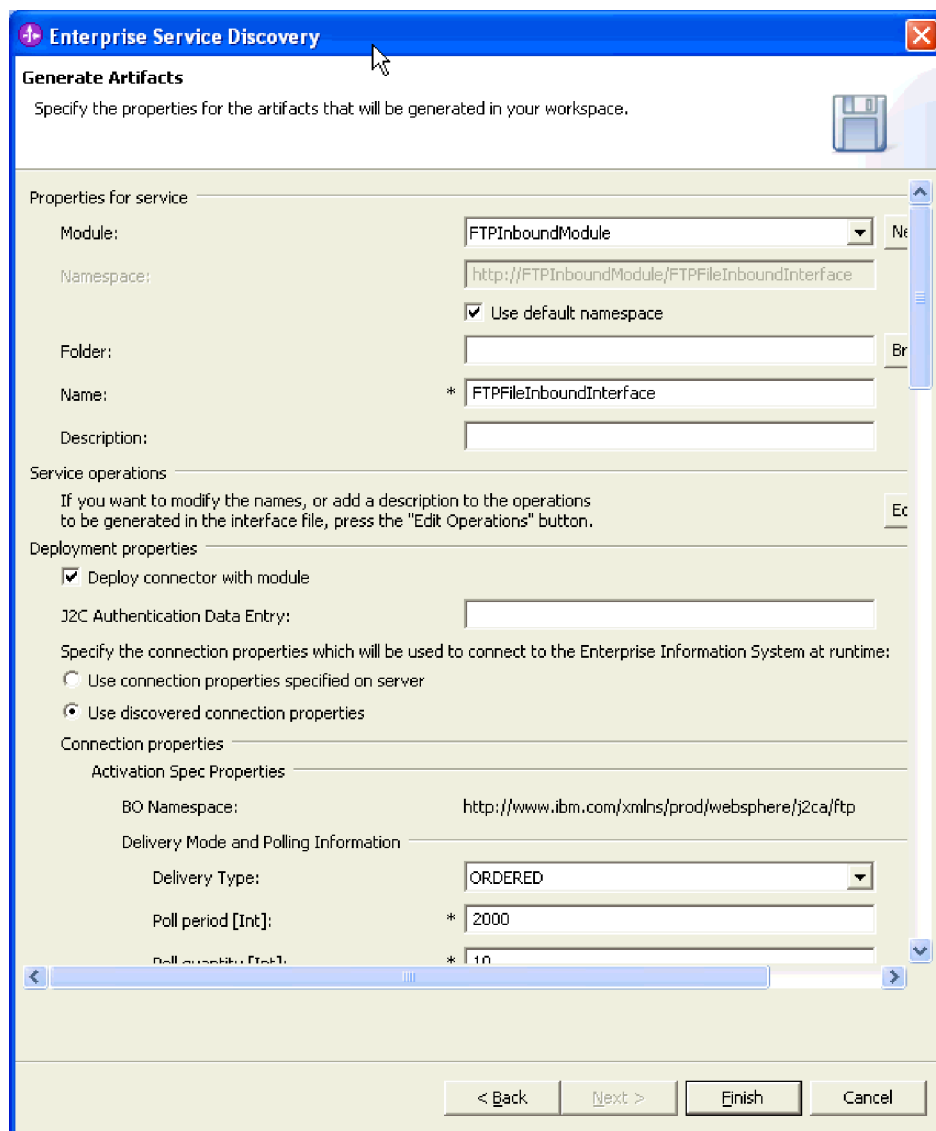 Enterprise Service Discovery
Generate Artifacts
Specify the properties for the artifacts that will be generated in your workspace.
Properties for service
Module: FTPInboundModule Ne
Namespace: http://FTPInboundModule/FTPFileInboundInterface
Use default namespace
Folder: Br
Name: * FTPFileInboundInterface
Description:
Service operations
If you want to modify the names, or add a description to the operations
to be generated in the interface file, press the "Edit Operations" button. Ed
Deployment properties
Deploy connector with module
J2C Authentication Data Entry:
Specify the connection properties which will be used to connect to the Enterprise Information System at runtime:
Use connection properties specified on server
Use discovered connection properties
Connection properties
Activation Spec Properties
BO Namespace: http://www.ibm.com/xmlns/prod/websphere/j2ca/ftp
Delivery Mode and Polling Information
Delivery Type: ORDERED
Poll period [Int]: * 2000
Poll quantity [Int]: * 10
< Back Next > Finish Cancel